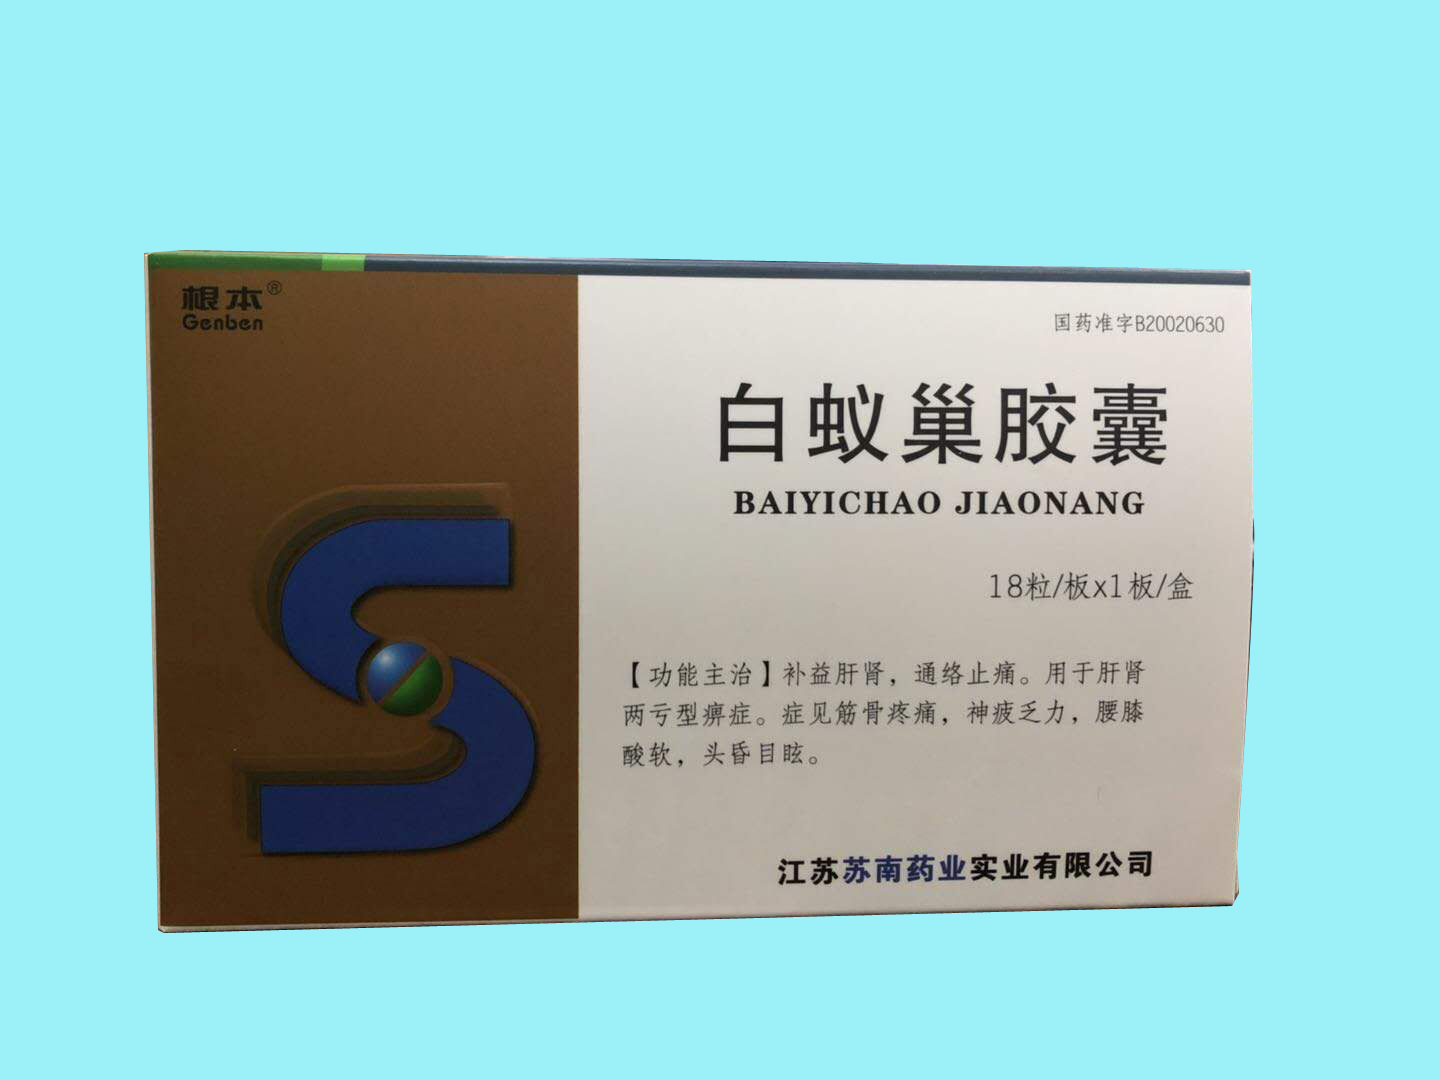 根本®
Genben
国药准字B20020630
白蚁巢胶囊
BAIYICHAO JIAONANG
18粒/板x1板/盒
【功能主治】补益肝肾，通络止痛。用于肝肾
两亏型痹症。症见筋骨疼痛，神疲乏力，腰膝
酸软，头昏目眩。
江苏苏南药业实业有限公司